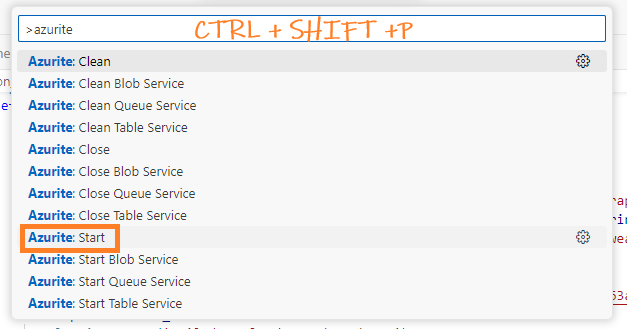 >azurite CTRL + SHIFT +P
Azurite: Clean
Azurite: Clean Blob Service
Azurite: Clean Queue Service
Azurite: Clean Table Service
Azurite: Close
Azurite: Close Blob Service
Azurite: Close Queue Service
Azurite: Close Table Service
Azurite: Start
Azurite: Start Blob Service
Azurite: Start Queue Service
Azurite: Start Table Service